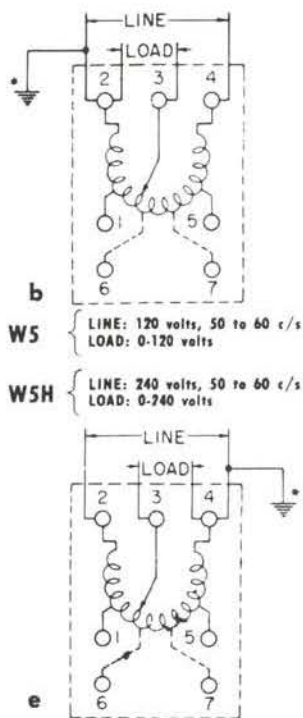 LINE
LOAD
2 3 4
1 5
6 7
b
W5 { LINE: 120 volts, 50 to 60 c/s
LOAD: 0-120 volts
W5H { LINE: 240 volts, 50 to 60 c/s
LOAD: 0-240 volts
LINE
LOAD
2 3 4
1 5
6 7
e